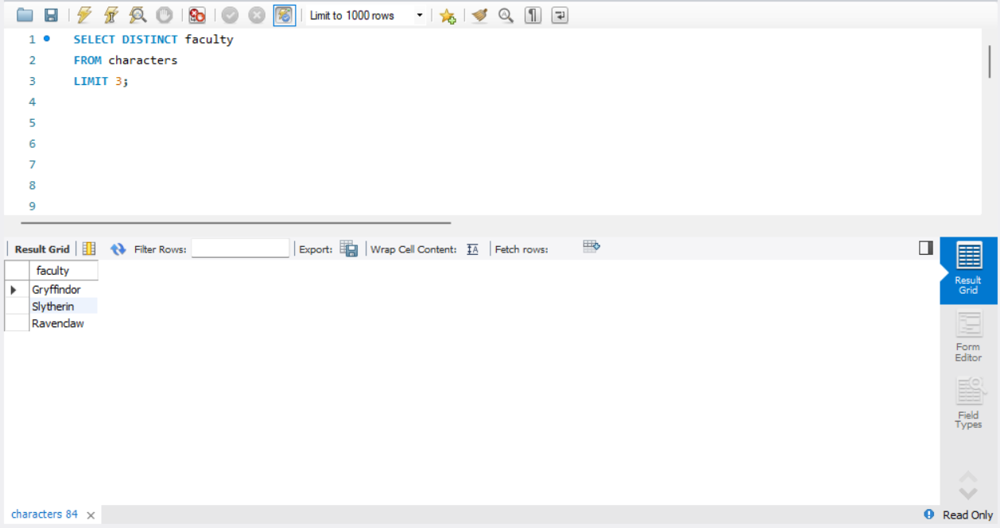 Limit to 1000 rows
1 SELECT DISTINCT faculty
2 FROM characters
3 LIMIT 3;
4
5
6
7
8
9
Result Grid Filter Rows: Export: Wrap Cell Content: Fetch rows:
faculty
Gryffindor
Slytherin
Ravenclaw
Result
Grid
Form
Editor
Field
Types
characters 84
Read Only